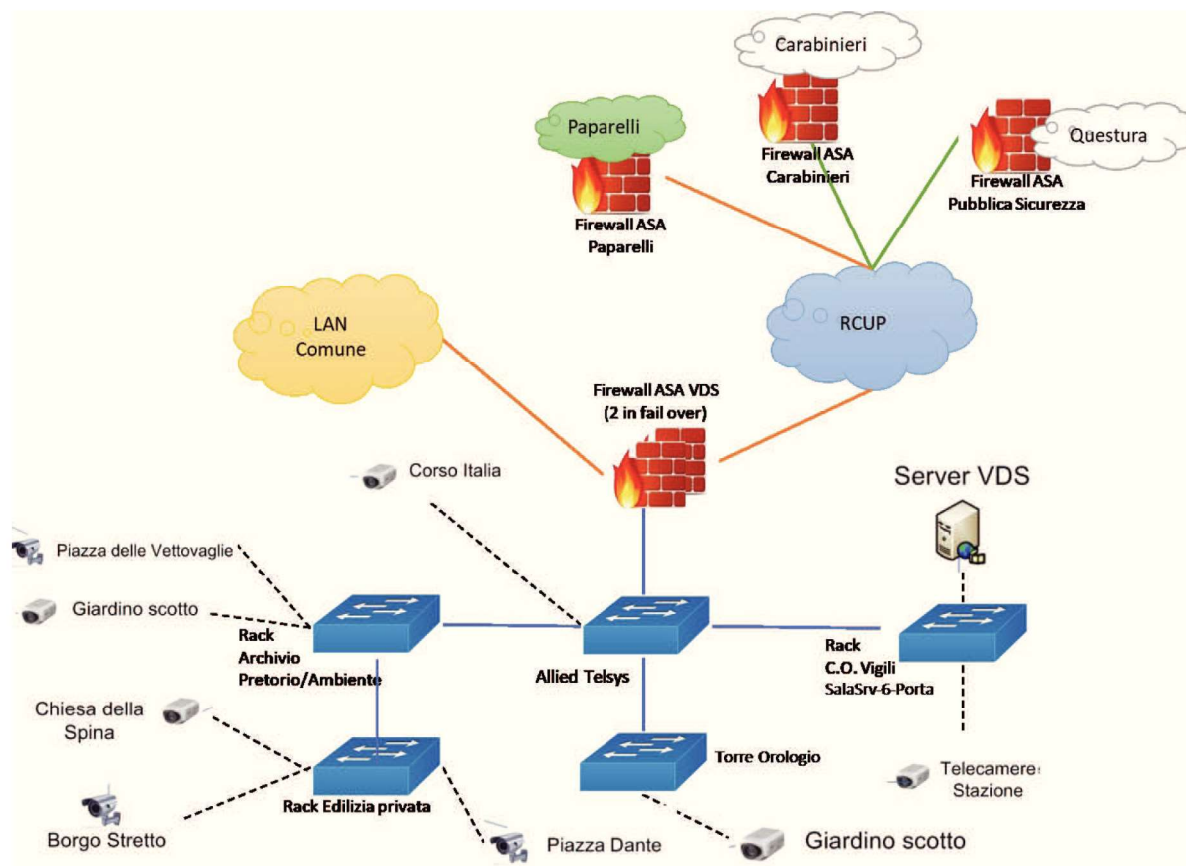 Carabinieri
Paparelli
Questura
Firewall ASA
Carabinieri
Firewall ASA
Pubblica Sicurezza
Firewall ASA
Paparelli
LAN
Comune
RCUP
Firewall ASA VDS
(2 in fail over)
Corso Italia
Server VDS
Piazza delle Vettovaglie
Giardino scotto
Rack
Archivio
Pretorio/Ambiente
Allied Telsys
Rack
C.O. Vigili
SalaSrv-6-Porta
Chiesa della
Spina
Torre Orologio
Telecamere
Stazione
Rack Edilizia privata
Borgo Stretto
Piazza Dante
Giardino scotto